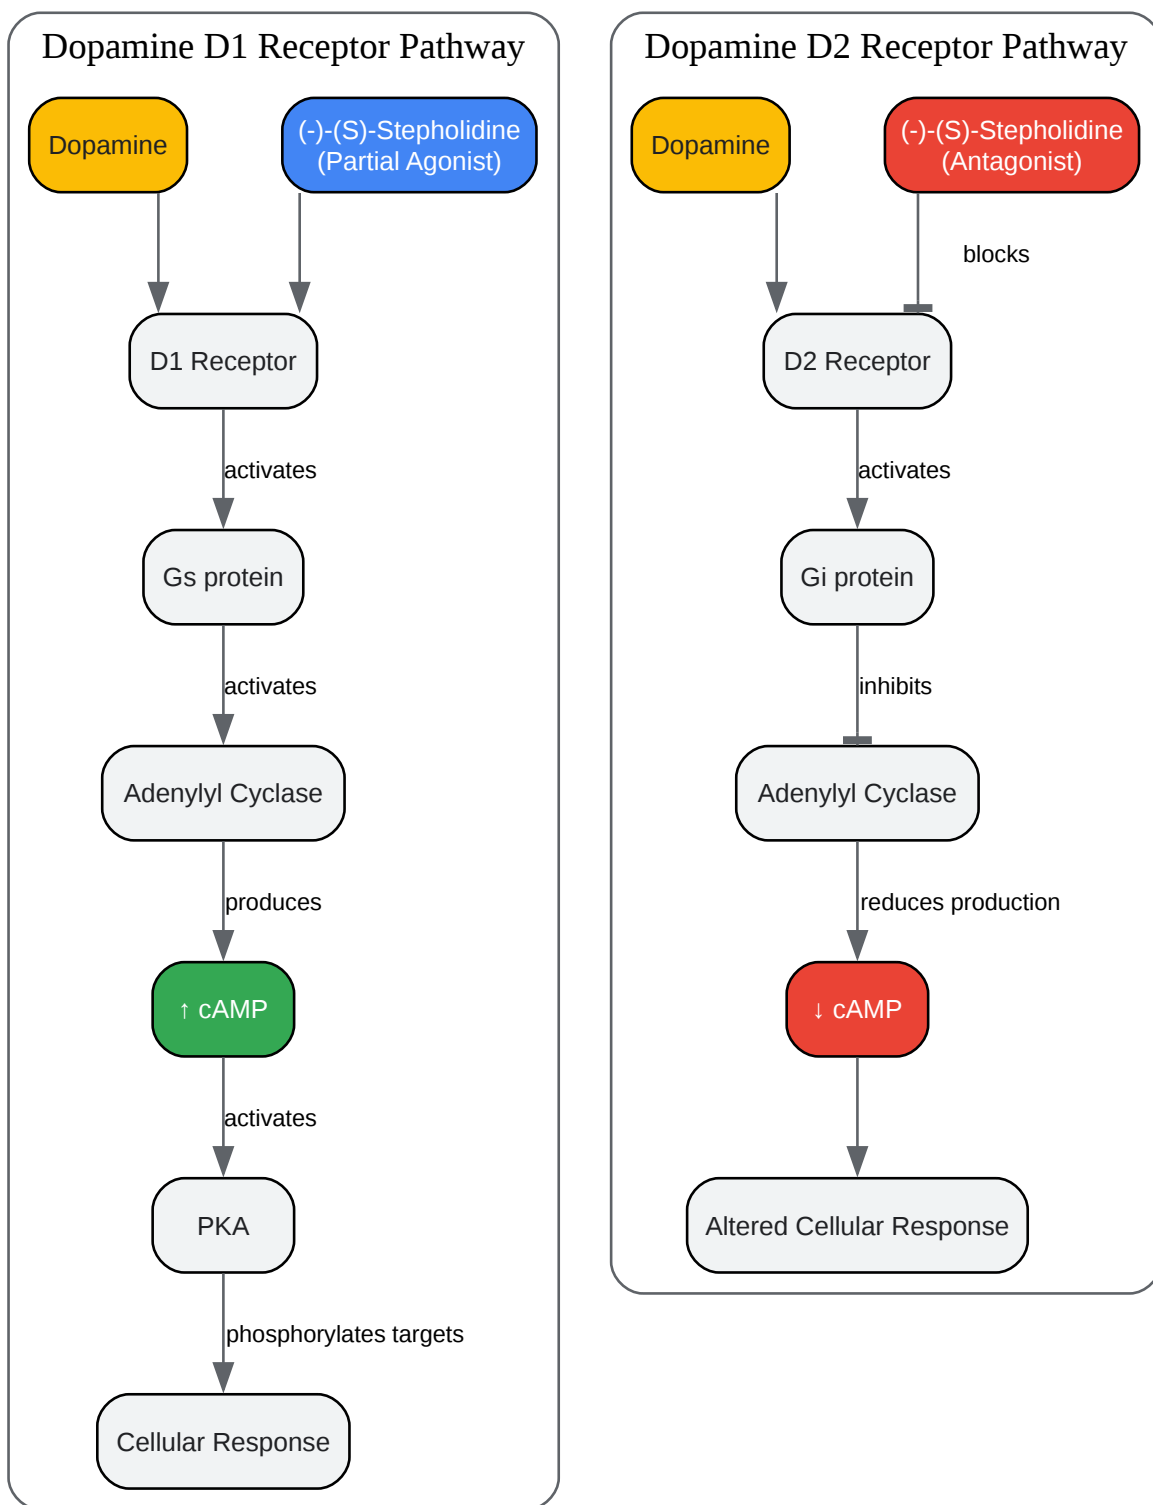 Dopamine D1 Receptor Pathway
Dopamine
(-)-(S)-Stepholidine
(Partial Agonist)
D1 Receptor
activates
Gs protein
activates
Adenylyl Cyclase
produces
↑ cAMP
activates
PKA
phosphorylates targets
Cellular Response
Dopamine D2 Receptor Pathway
Dopamine
(-)-(S)-Stepholidine
(Antagonist)
blocks
D2 Receptor
activates
Gi protein
inhibits
Adenylyl Cyclase
reduces production
↓ cAMP
Altered Cellular Response